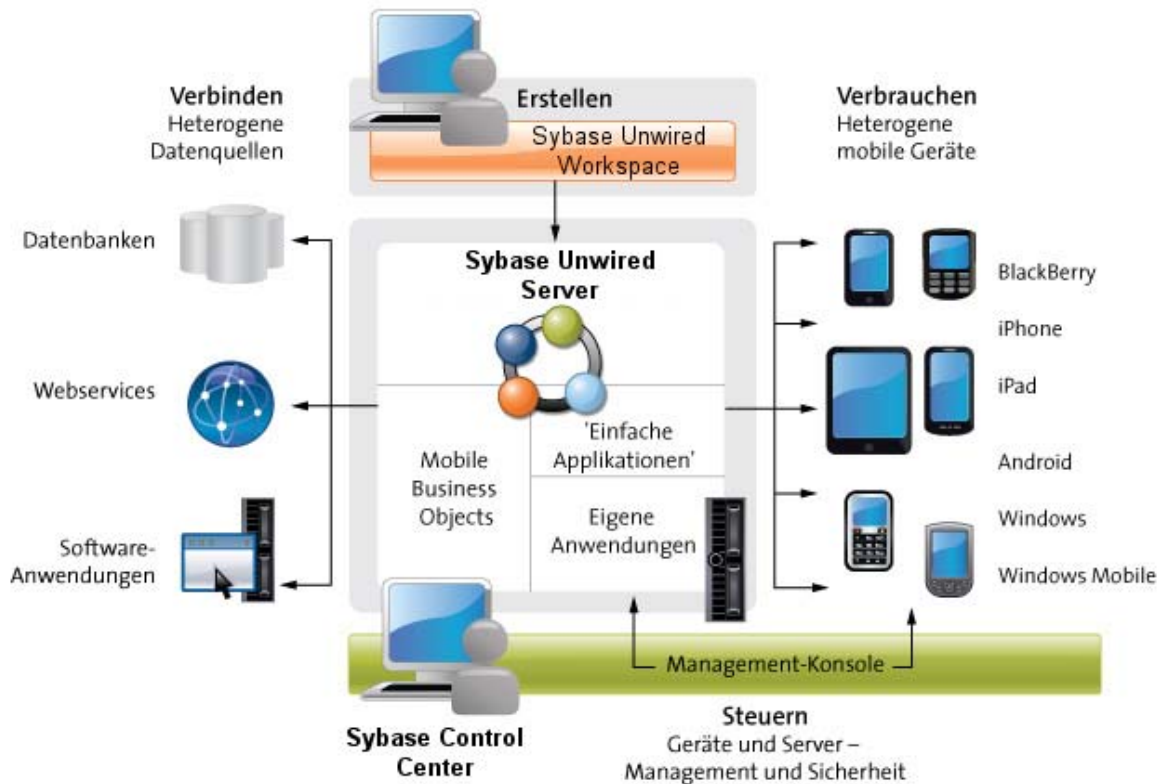 Verbinden
Heterogene
Datenquellen
Erstellen
Sybase Unwired
Workspace
Verbrauchen
Heterogene
mobile Geräte
Datenbanken
Webservices
Software-
Anwendungen
Sybase Unwired
Server
Mobile
Business
Objects
'Einfache
Applikationen'
Eigene
Anwendungen
BlackBerry
iPhone
iPad
Android
Windows
Windows Mobile
Management-Konsole
Sybase Control
Center
Steuern
Geräte und Server –
Management und Sicherheit